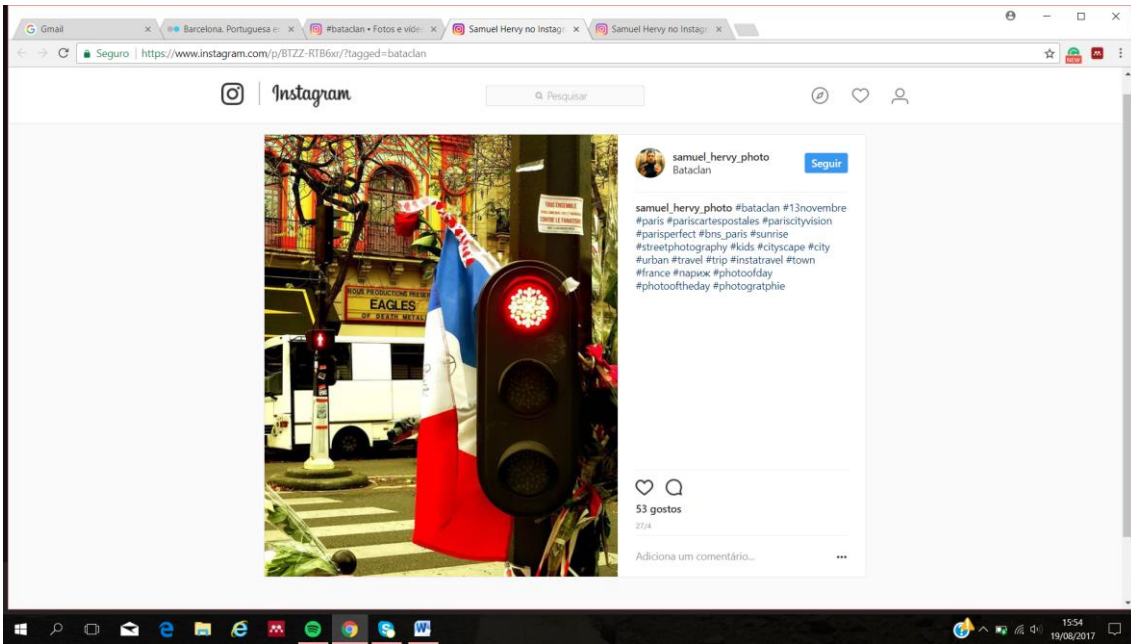 Gmail
Barcelona. Portuguesa e
#bataclan • Fotos e víde
Samuel Hervy no Instagr
Samuel Hervy no Instagr
Seguro
https://www.instagram.com/p/BTZZ-RTB6xr/?tagged=bataclan
NEW
Instagram
Pesquisar
samuel_hervy_photo
Bataclan
Seguir
samuel_hervy_photo #bataclan #13novembre
#paris #pariscartespostales #pariscityvision
#parisperfect #bns_paris #sunrise
#streetphotography #kids #cityscape #city
#urban #travel #trip #instatravel #town
#france #париж #photoofday
#photooftheday #photogratphie
TOUS ENSEMBLE
CONTRE LE
EAGLES
OF DEATH METAL
53 gostos
27/4
Adiciona um comentário...
15:54
19/08/2017